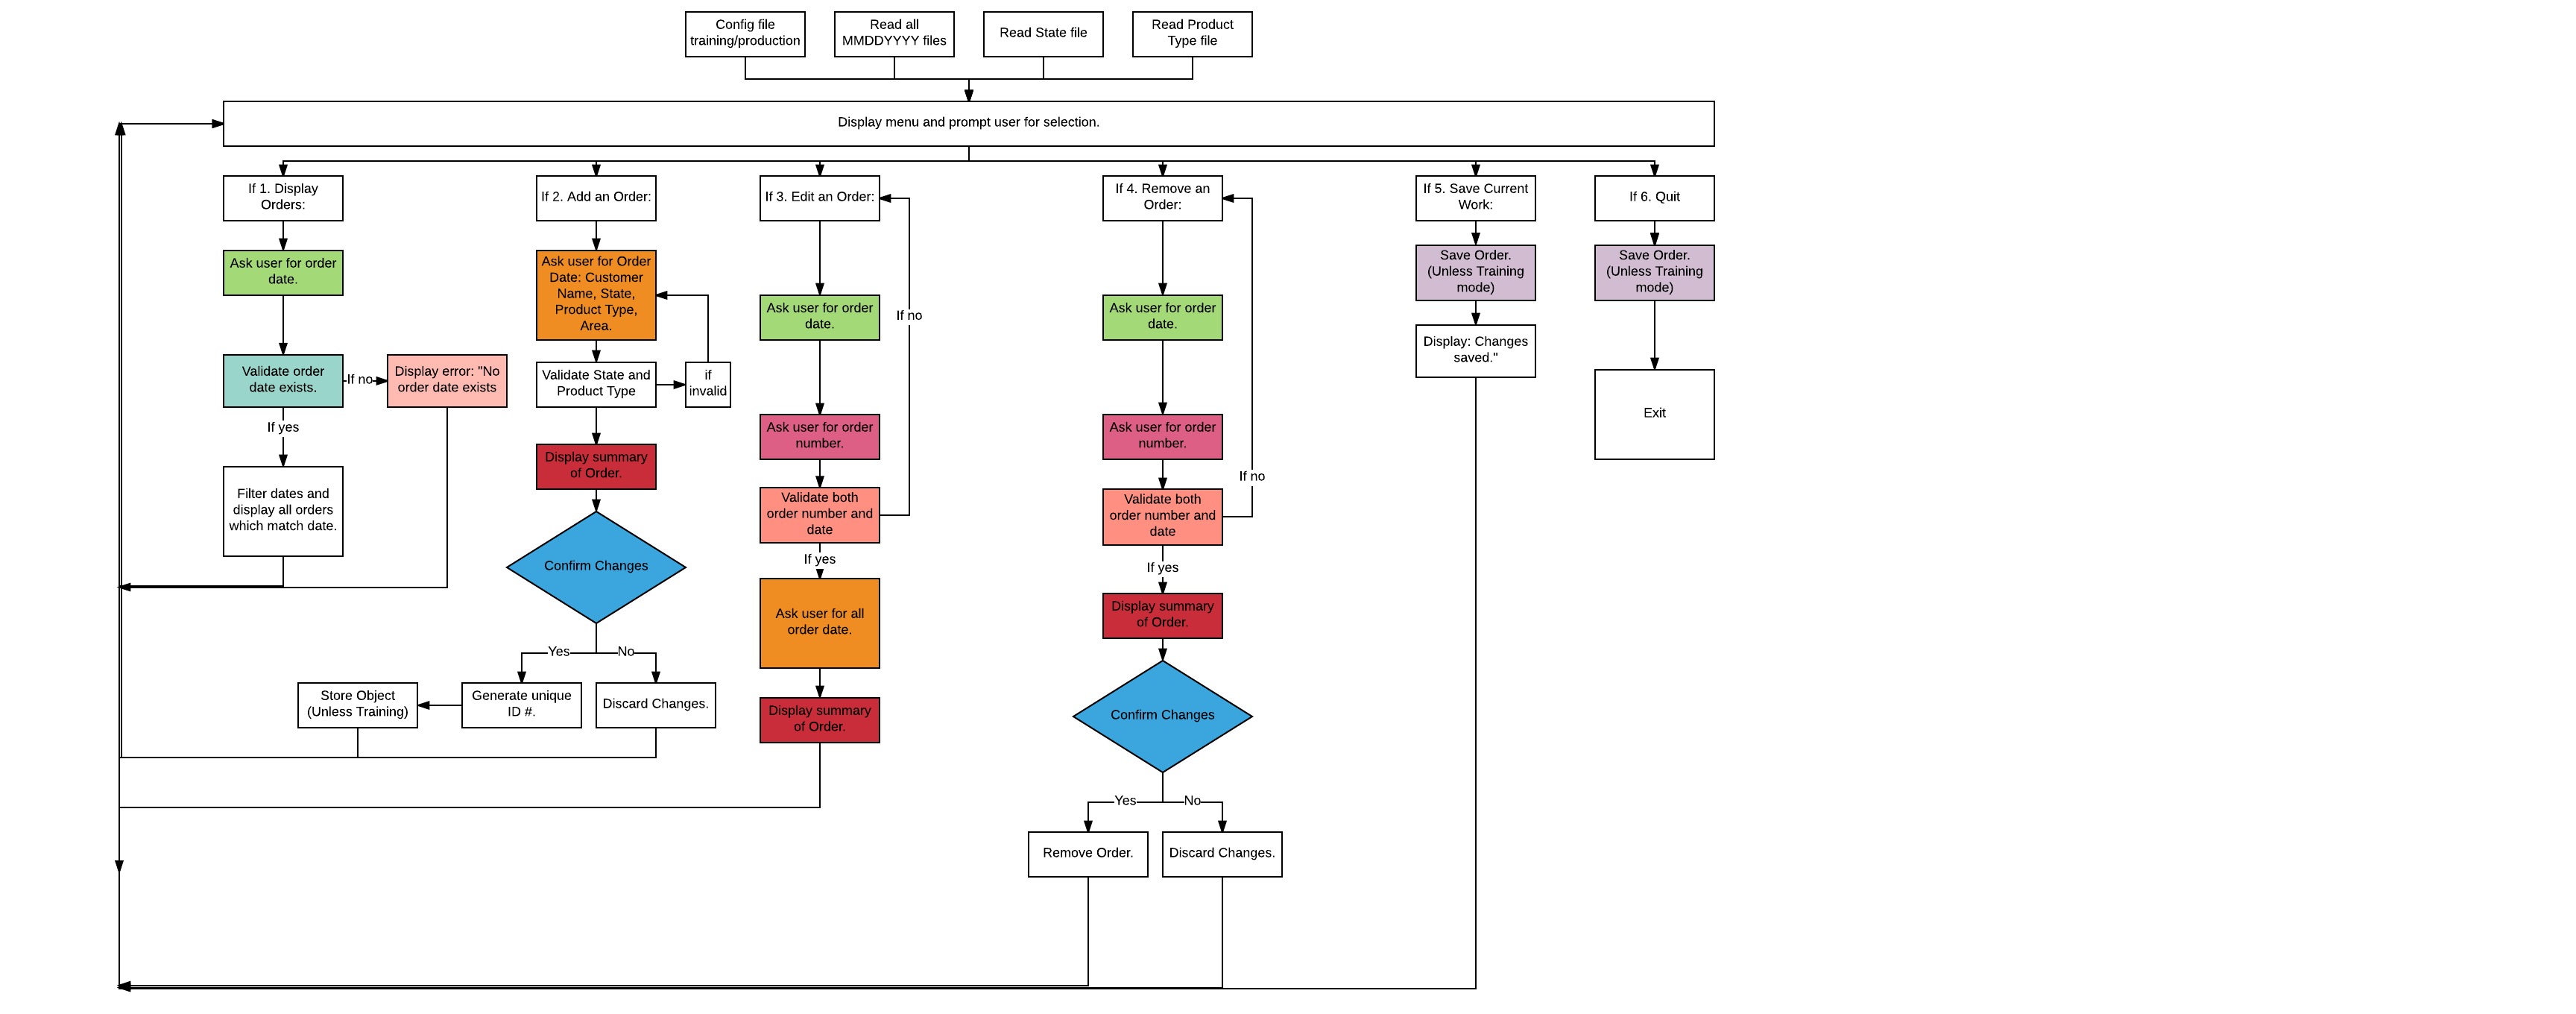 Config file
training/production
Read all
MMDDYYYY files
Read State file
Read Product
Type file
Display menu and prompt user for selection.
If 1. Display
Orders:
Ask user for order
date.
Validate order
date exists.
If no
Display error: "No
order date exists
If yes
Filter dates and
display all orders
which match date.
If 2. Add an Order:
Ask user for Order
Date: Customer
Name, State,
Product Type,
Area.
Validate State and
Product Type
if
invalid
Display summary
of Order.
Confirm Changes
Yes
No
Store Object
(Unless Training)
Generate unique
ID #.
Discard Changes.
If 3. Edit an Order:
Ask user for order
date.
If no
Ask user for order
number.
Validate both
order number and
date
If yes
Ask user for all
order date.
Display summary
of Order.
If 4. Remove an
Order:
Ask user for order
date.
Ask user for order
number.
If no
Validate both
order number and
date
If yes
Display summary
of Order.
Confirm Changes
Yes
No
Remove Order.
Discard Changes.
If 5. Save Current
Work:
Save Order.
(Unless Training
mode)
Display: Changes
saved."
If 6. Quit
Save Order.
(Unless Training
mode)
Exit